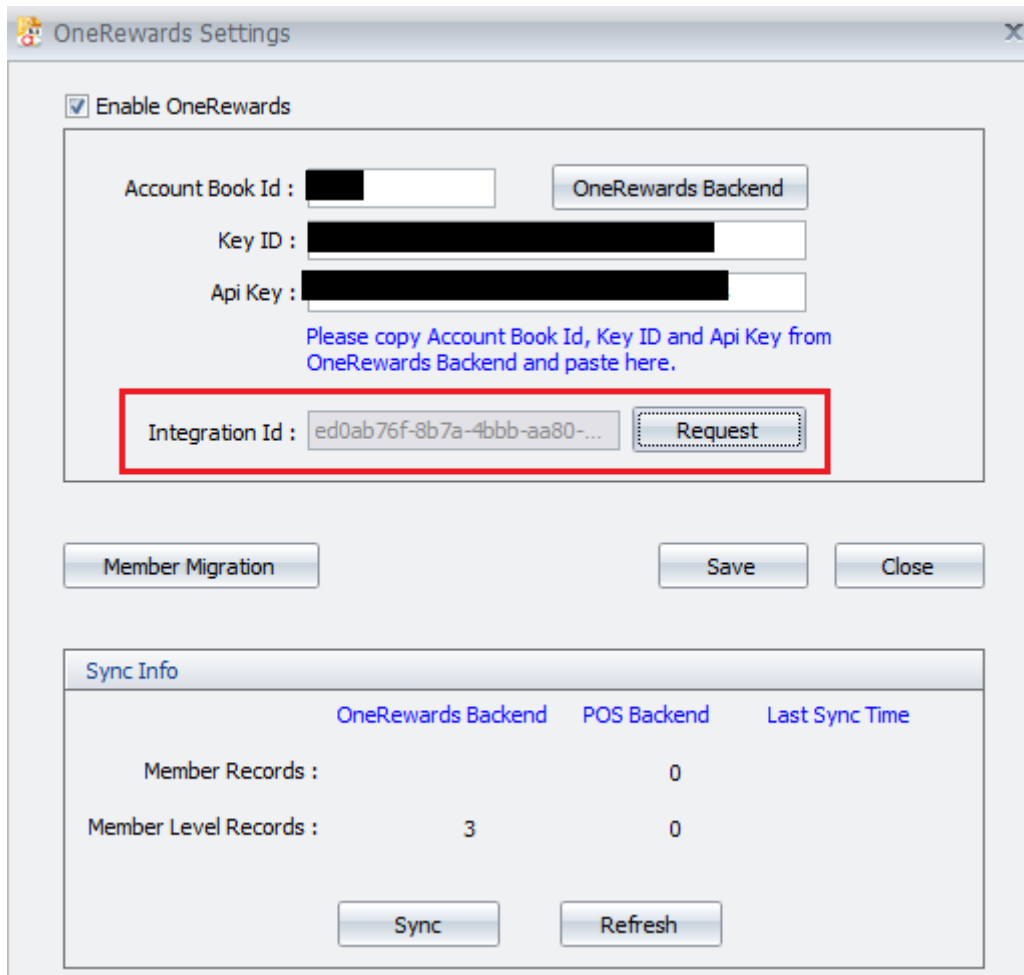 OneRewards Settings
Enable OneRewards
Account Book Id :
OneRewards Backend
Key ID :
Api Key :
Please copy Account Book Id, Key ID and Api Key from
OneRewards Backend and paste here.
Integration Id : ed0ab76f-8b7a-4bbb-aa80-... Request
Member Migration Save Close
Sync Info
OneRewards Backend POS Backend Last Sync Time
Member Records : 0
Member Level Records : 3 0
Sync Refresh